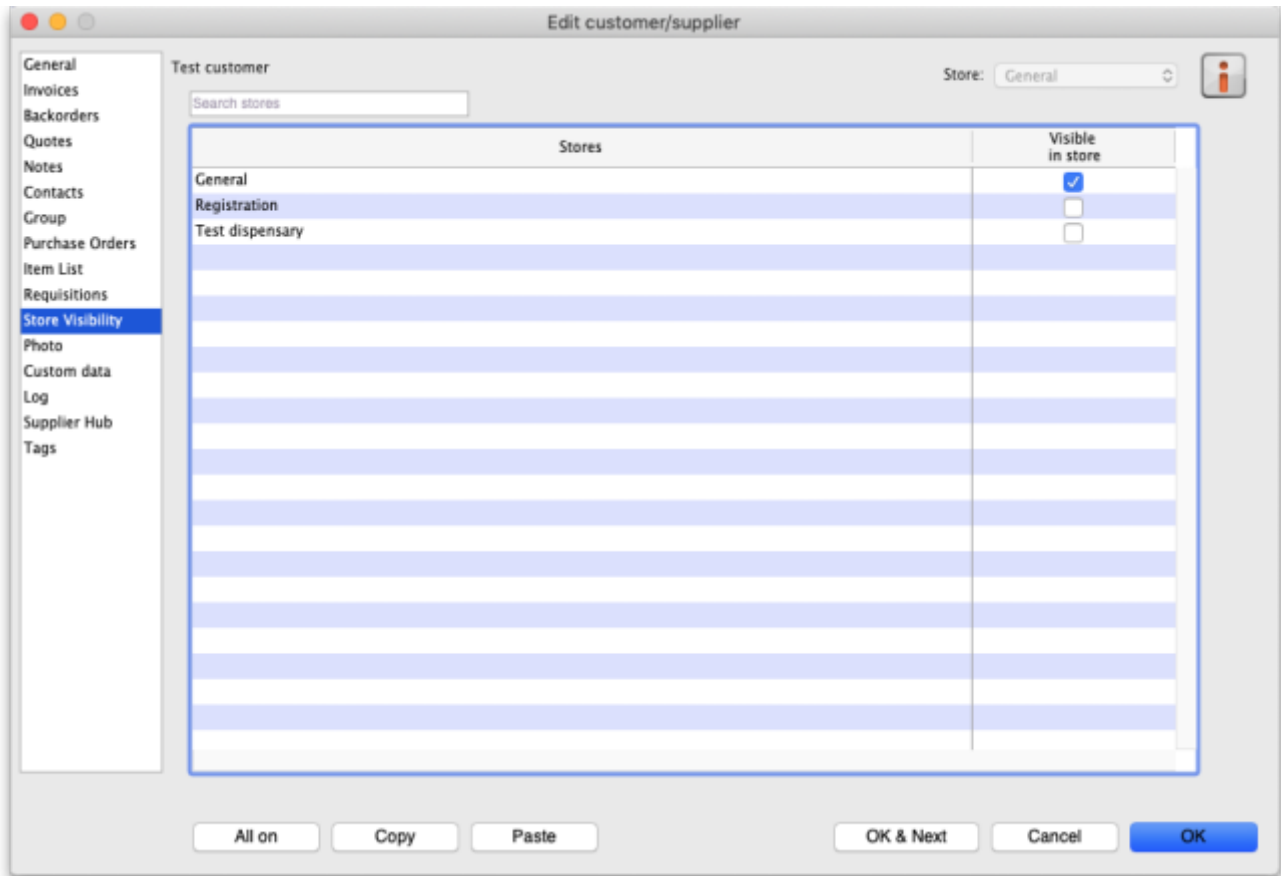 Edit customer/supplier
General
Invoices
Backorders
Quotes
Notes
Contacts
Group
Purchase Orders
Item List
Requisitions
Store Visibility
Photo
Custom data
Log
Supplier Hub
Tags
Test customer
Store: General
Search stores
Stores
Visible
in store
General
Registration
Test dispensary
All on Copy Paste OK & Next Cancel OK